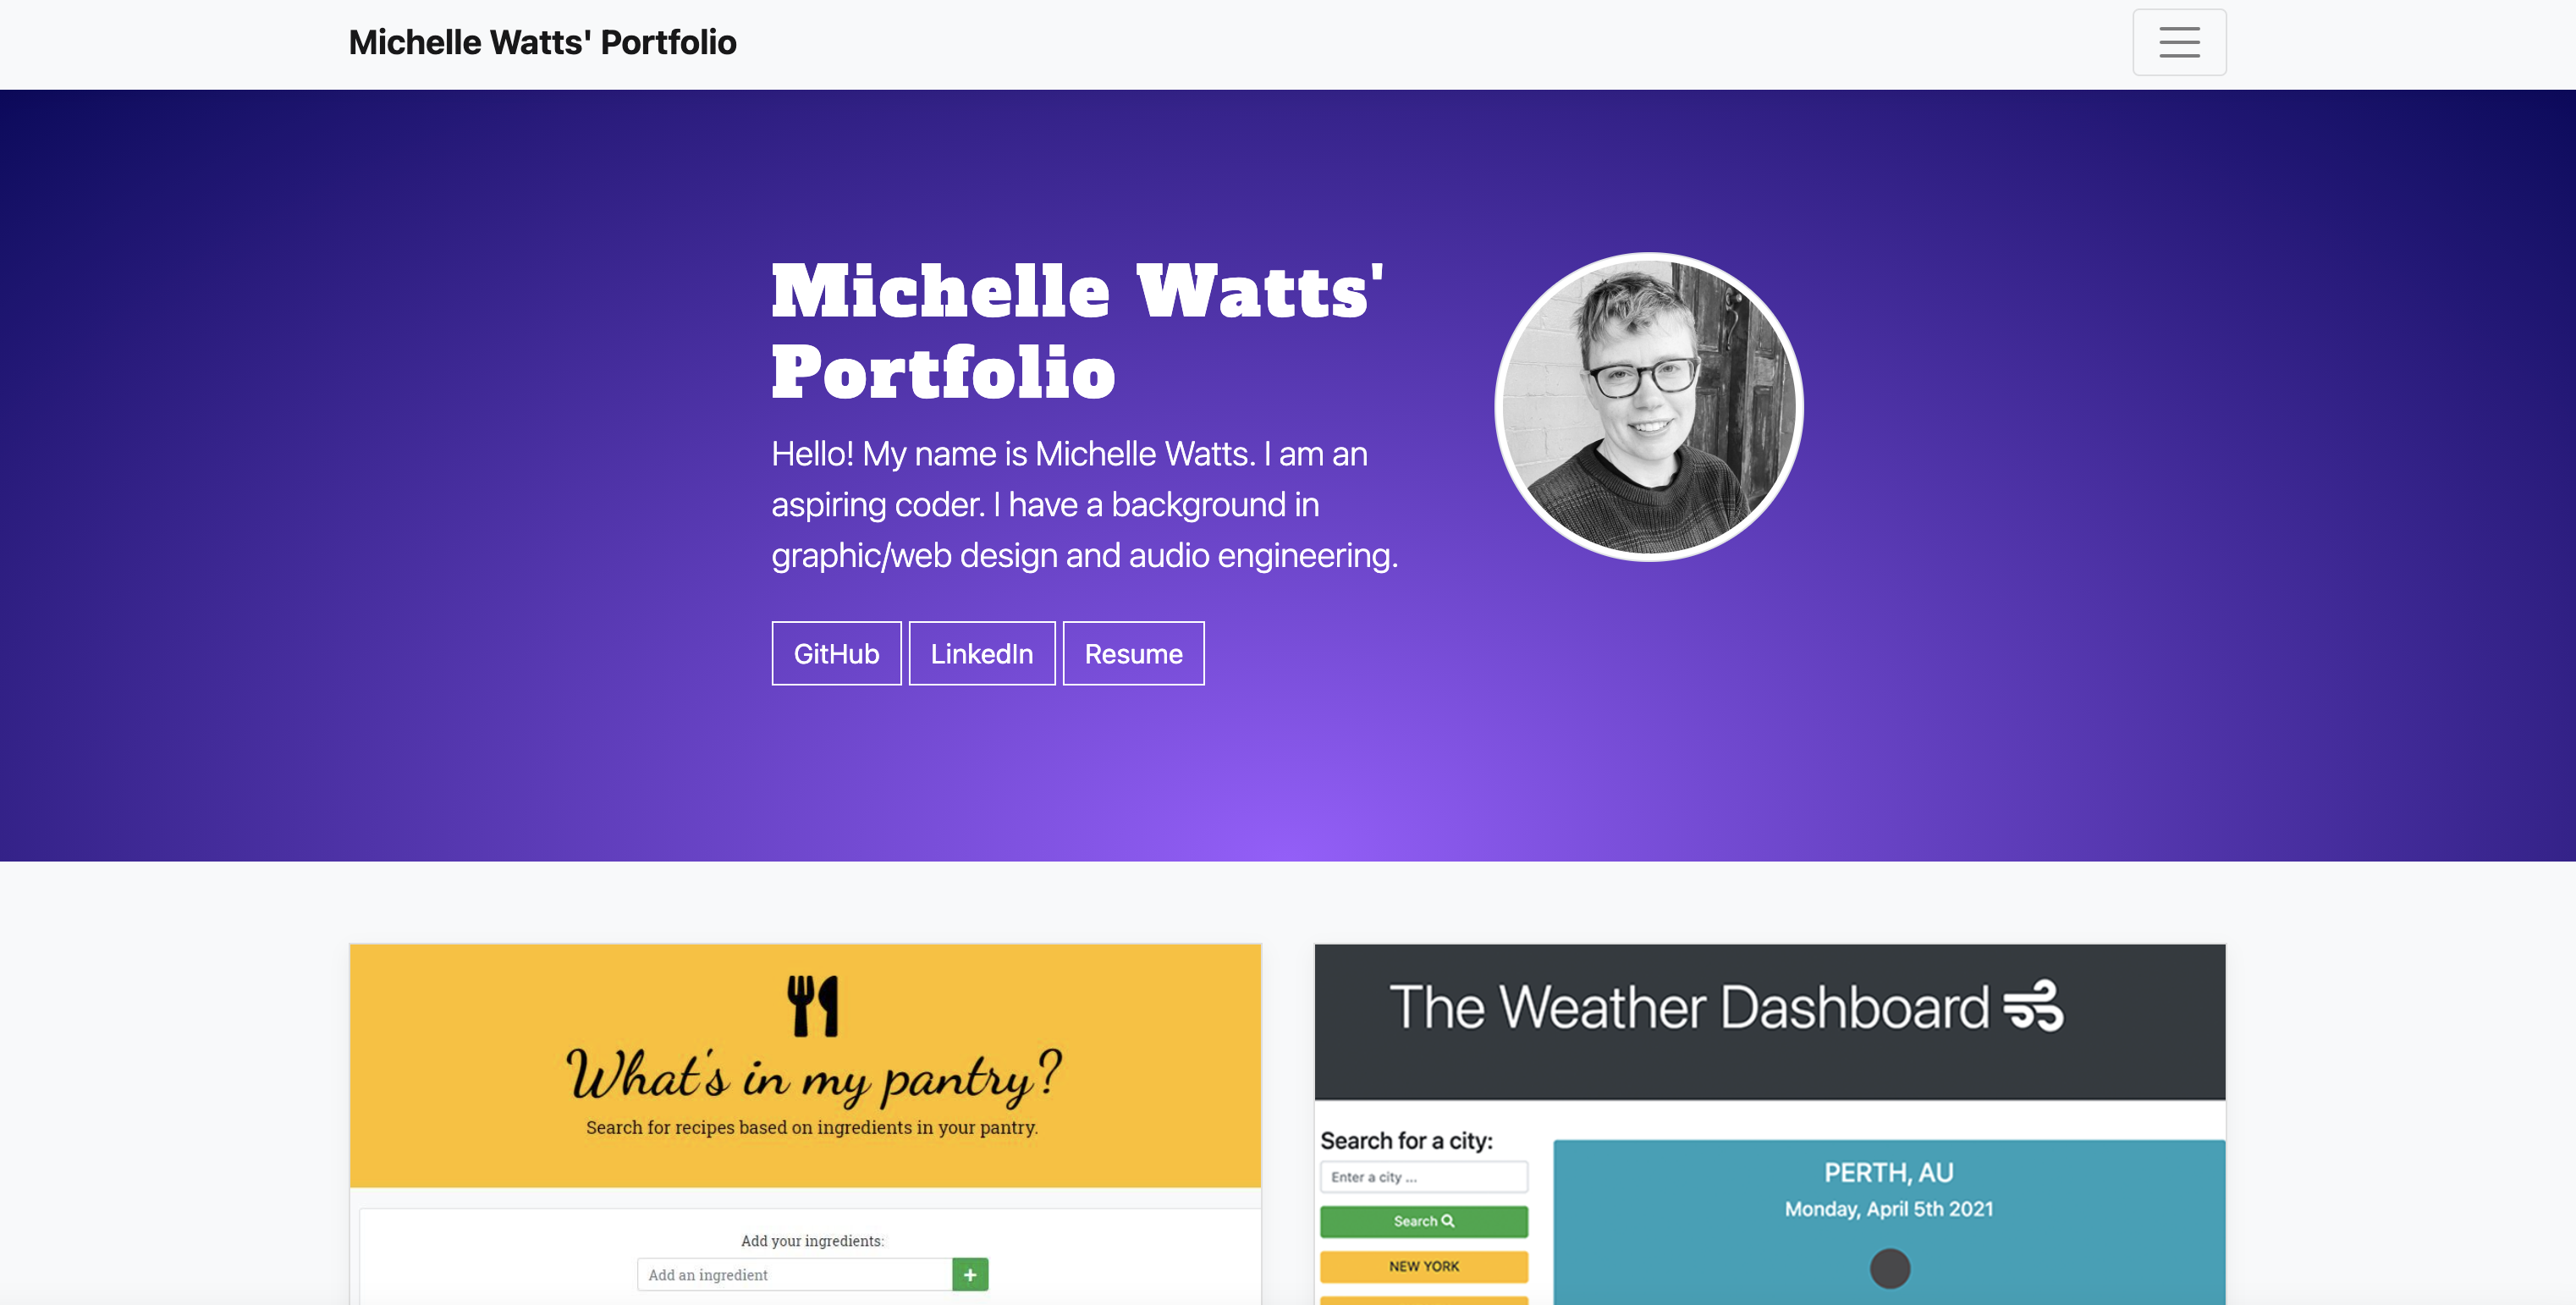 Michelle Watts' Portfolio
Michelle Watts'
Portfolio
Hello! My name is Michelle Watts. I am an
aspiring coder. I have a background in
graphic/web design and audio engineering.
GitHub LinkedIn Resume
What's in my pantry?
Search for recipes based on ingredients in your pantry.
Add your ingredients:
Add an ingredient +
The Weather Dashboard
Search for a city:
Enter a city ...
Search
NEW YORK
PERTH, AU
Monday, April 5th 2021